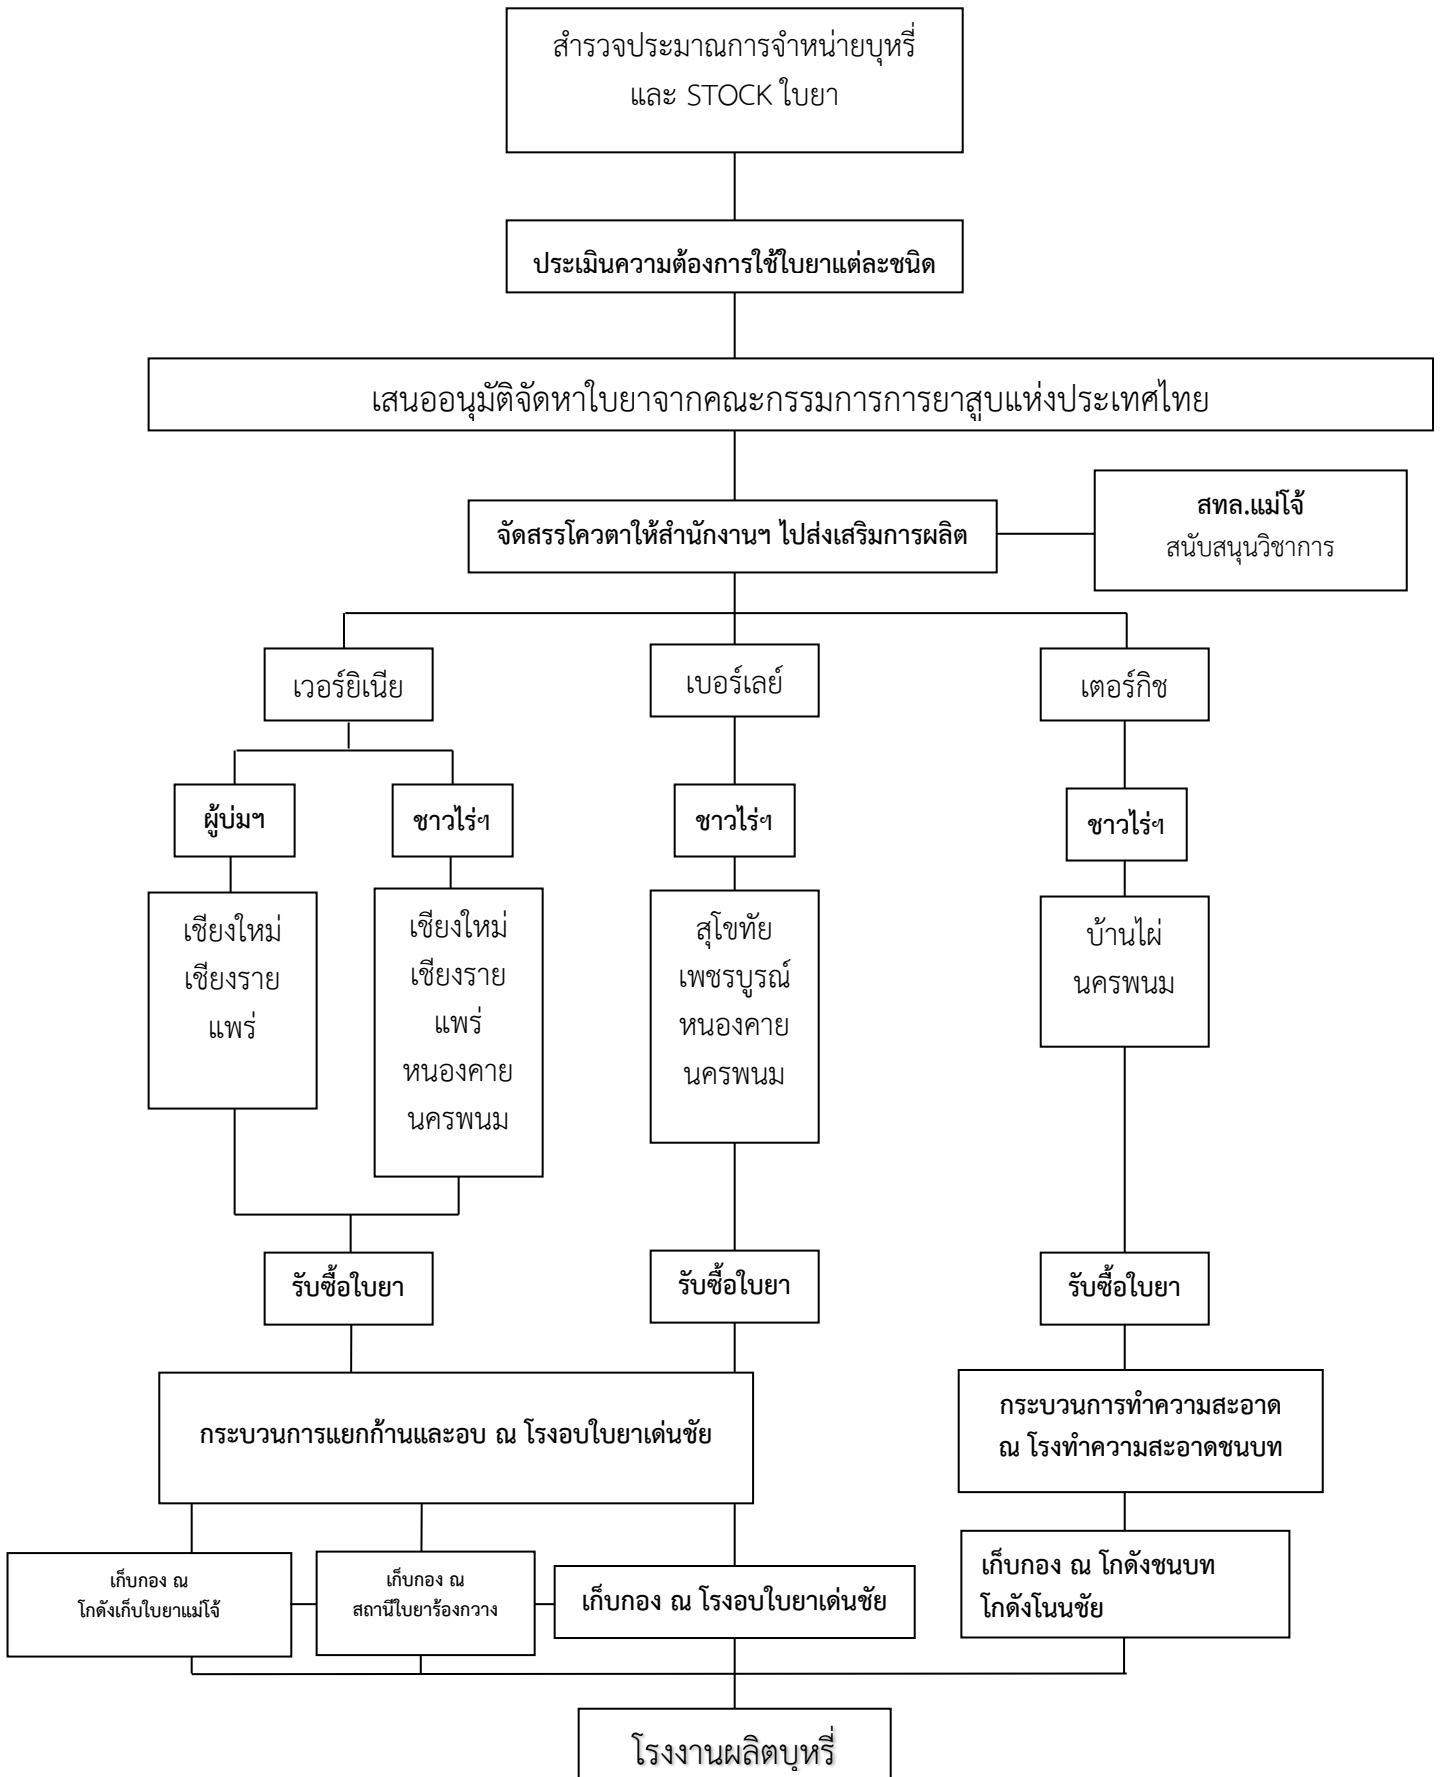 สำรวจประมาณการจำหน่ายบุหรี่
และ STOCK ใบยา
ประเมินความต้องการใช้ใบยาแต่ละชนิด
เสนออนุมัติจัดหาใบยาจากคณะกรรมการการยาสูบแห่งประเทศไทย
จัดสรรโควตาให้สำนักงานฯ ไปส่งเสริมการผลิต
สทล.แม่โจ้
สนับสนุนวิชาการ
เวอร์ยิเนีย
เบอร์เลย์
เตอร์กิช
ผู้บ่มฯ
ชาวไร่ฯ
ชาวไร่ฯ
ชาวไร่ฯ
เชียงใหม่
เชียงราย
แพร่
เชียงใหม่
เชียงราย
แพร่
หนองคาย
นครพนม
สุโขทัย
เพชรบูรณ์
หนองคาย
นครพนม
บ้านไผ่
นครพนม
รับซื้อใบยา
รับซื้อใบยา
รับซื้อใบยา
กระบวนการแยกก้านและอบ ณ โรงอบใบยาเด่นชัย
กระบวนการทำความสะอาด
ณ โรงทำความสะอาดชนบท
เก็บกอง ณ
โกดังเก็บใบยาแม่โจ้
เก็บกอง ณ
สถานีใบยาร้องกวาง
เก็บกอง ณ โรงอบใบยาเด่นชัย
เก็บกอง ณ โกดังชนบท
โกดังโนนชัย
โรงงานผลิตบุหรี่